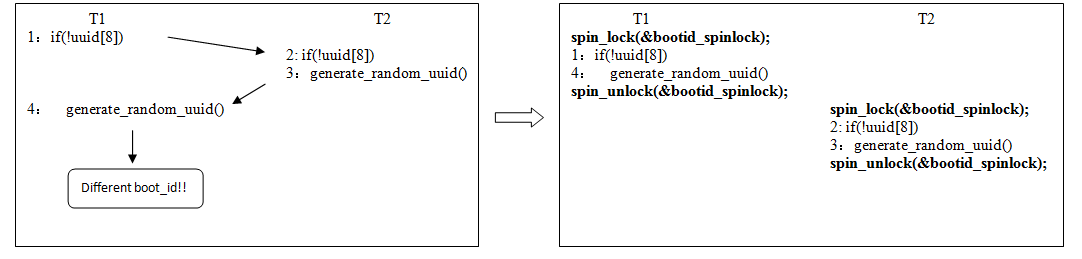 T1 T2
1：if(!uuid[8])
2: if(!uuid[8])
3：generate_random_uuid()
4： generate_random_uuid()
Different boot_id!!
T1 T2
spin_lock(&bootid_spinlock);
1：if(!uuid[8])
4： generate_random_uuid()
spin_unlock(&bootid_spinlock);
spin_lock(&bootid_spinlock);
2: if(!uuid[8])
3：generate_random_uuid()
spin_unlock(&bootid_spinlock);